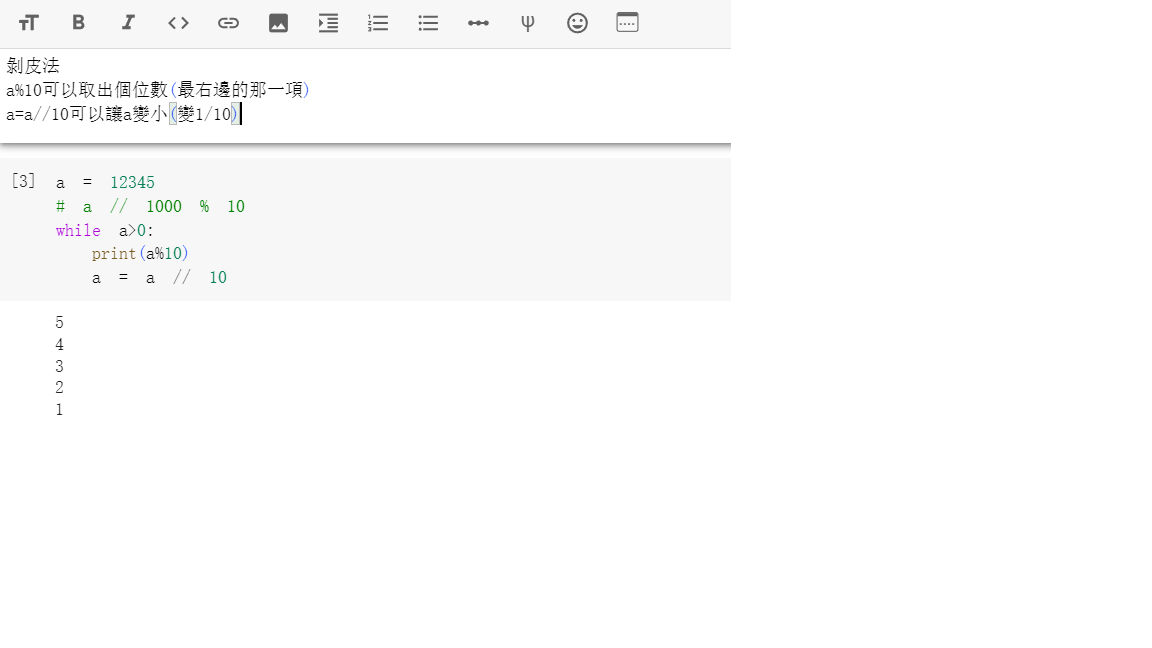 剝皮法
a%10可以取出個位數(最右邊的那一項)
a=a//10可以讓a變小(變1/10)
[3] a = 12345
# a // 1000 % 10
while a>0:
print(a%10)
a = a // 10
5
4
3
2
1